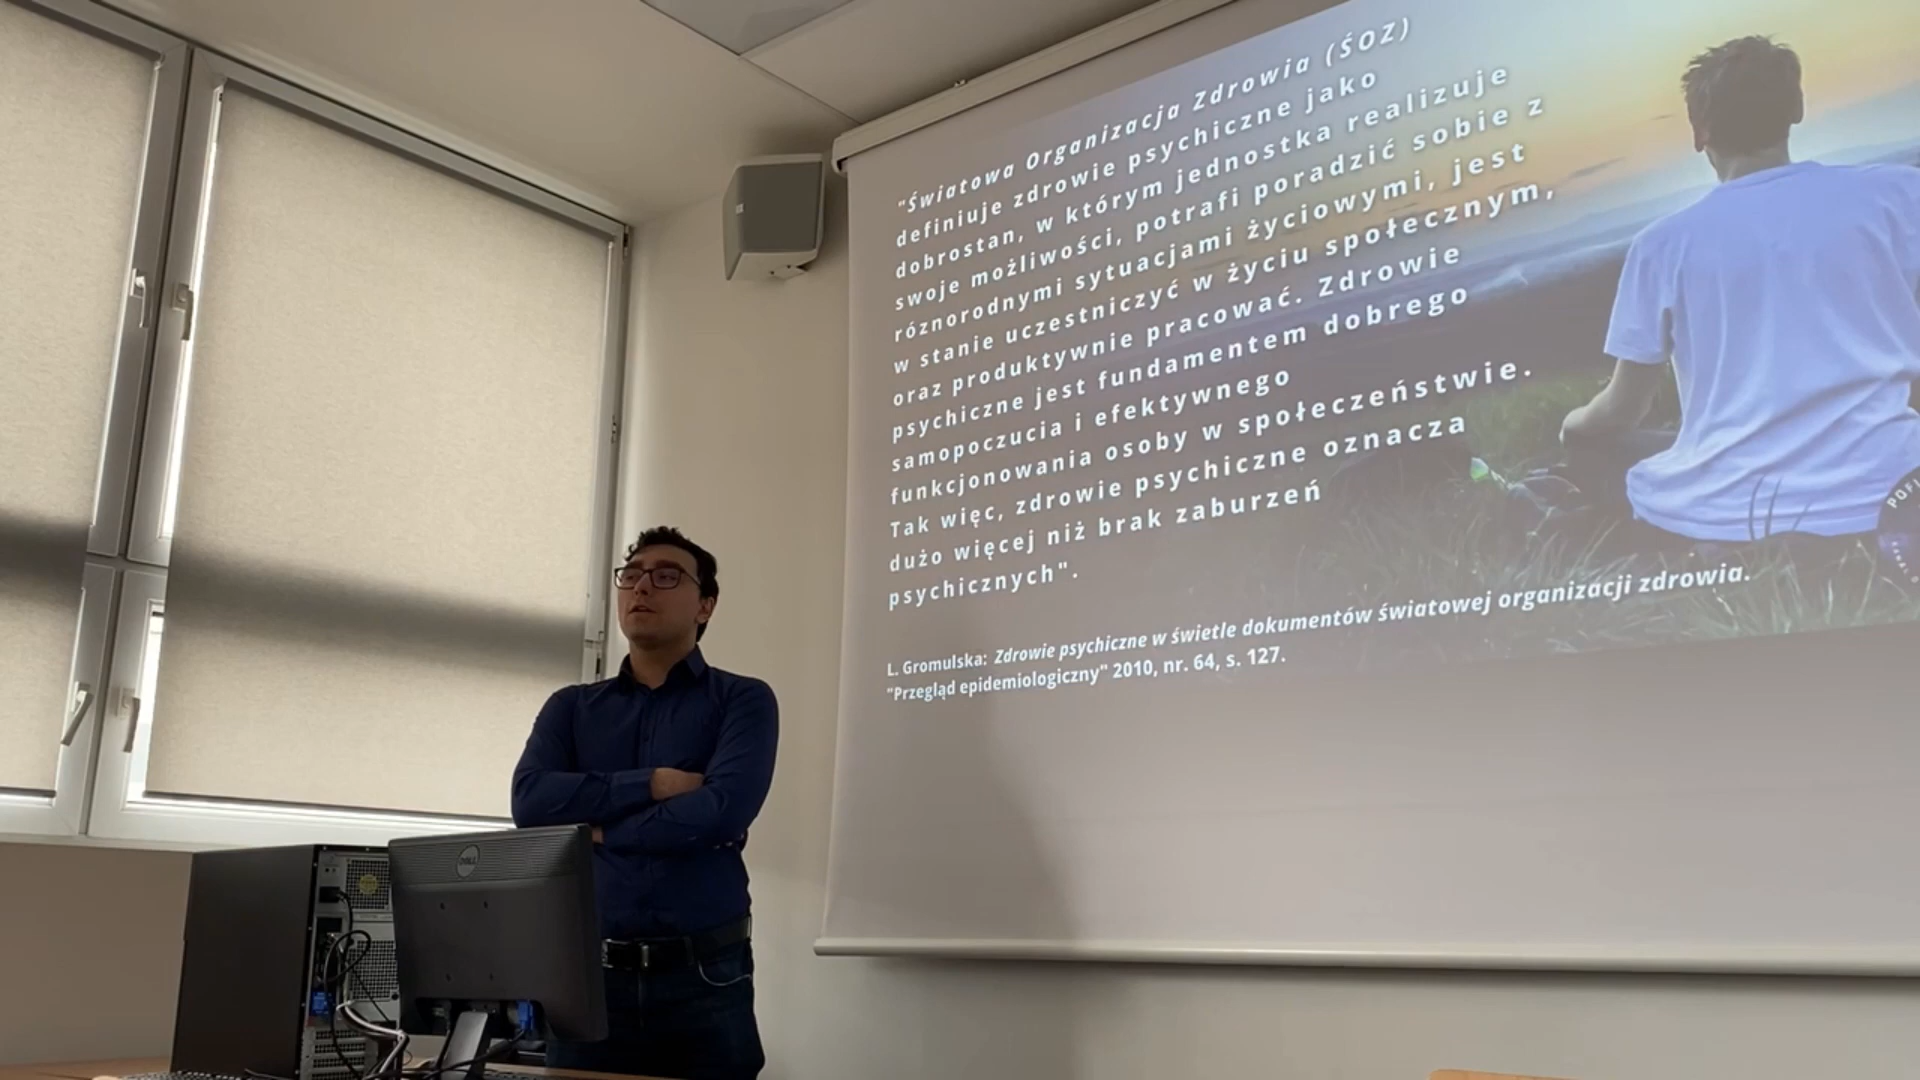 "Światowa Organizacja Zdrowia (ŚOZ)
definiuje zdrowie psychiczne jako
dobrostan, w którym jednostka realizuje
swoje możliwości, potrafi poradzić sobie z
róznorodnymi sytuacjami życiowymi, jest
w stanie uczestniczyć w życiu społecznym,
oraz produktywnie pracować. Zdrowie
psychiczne jest fundamentem dobrego
samopoczucia i efektywnego
funkcjonowania osoby w społeczeństwie.
Tak więc, zdrowie psychiczne oznacza
dużo więcej niż brak zaburzeń
psychicznych".
L. Gromulska: Zdrowie psychiczne w świetle dokumentów światowej organizacji zdrowia.
"Przegląd epidemiologiczny" 2010, nr. 64, s. 127.
DELL